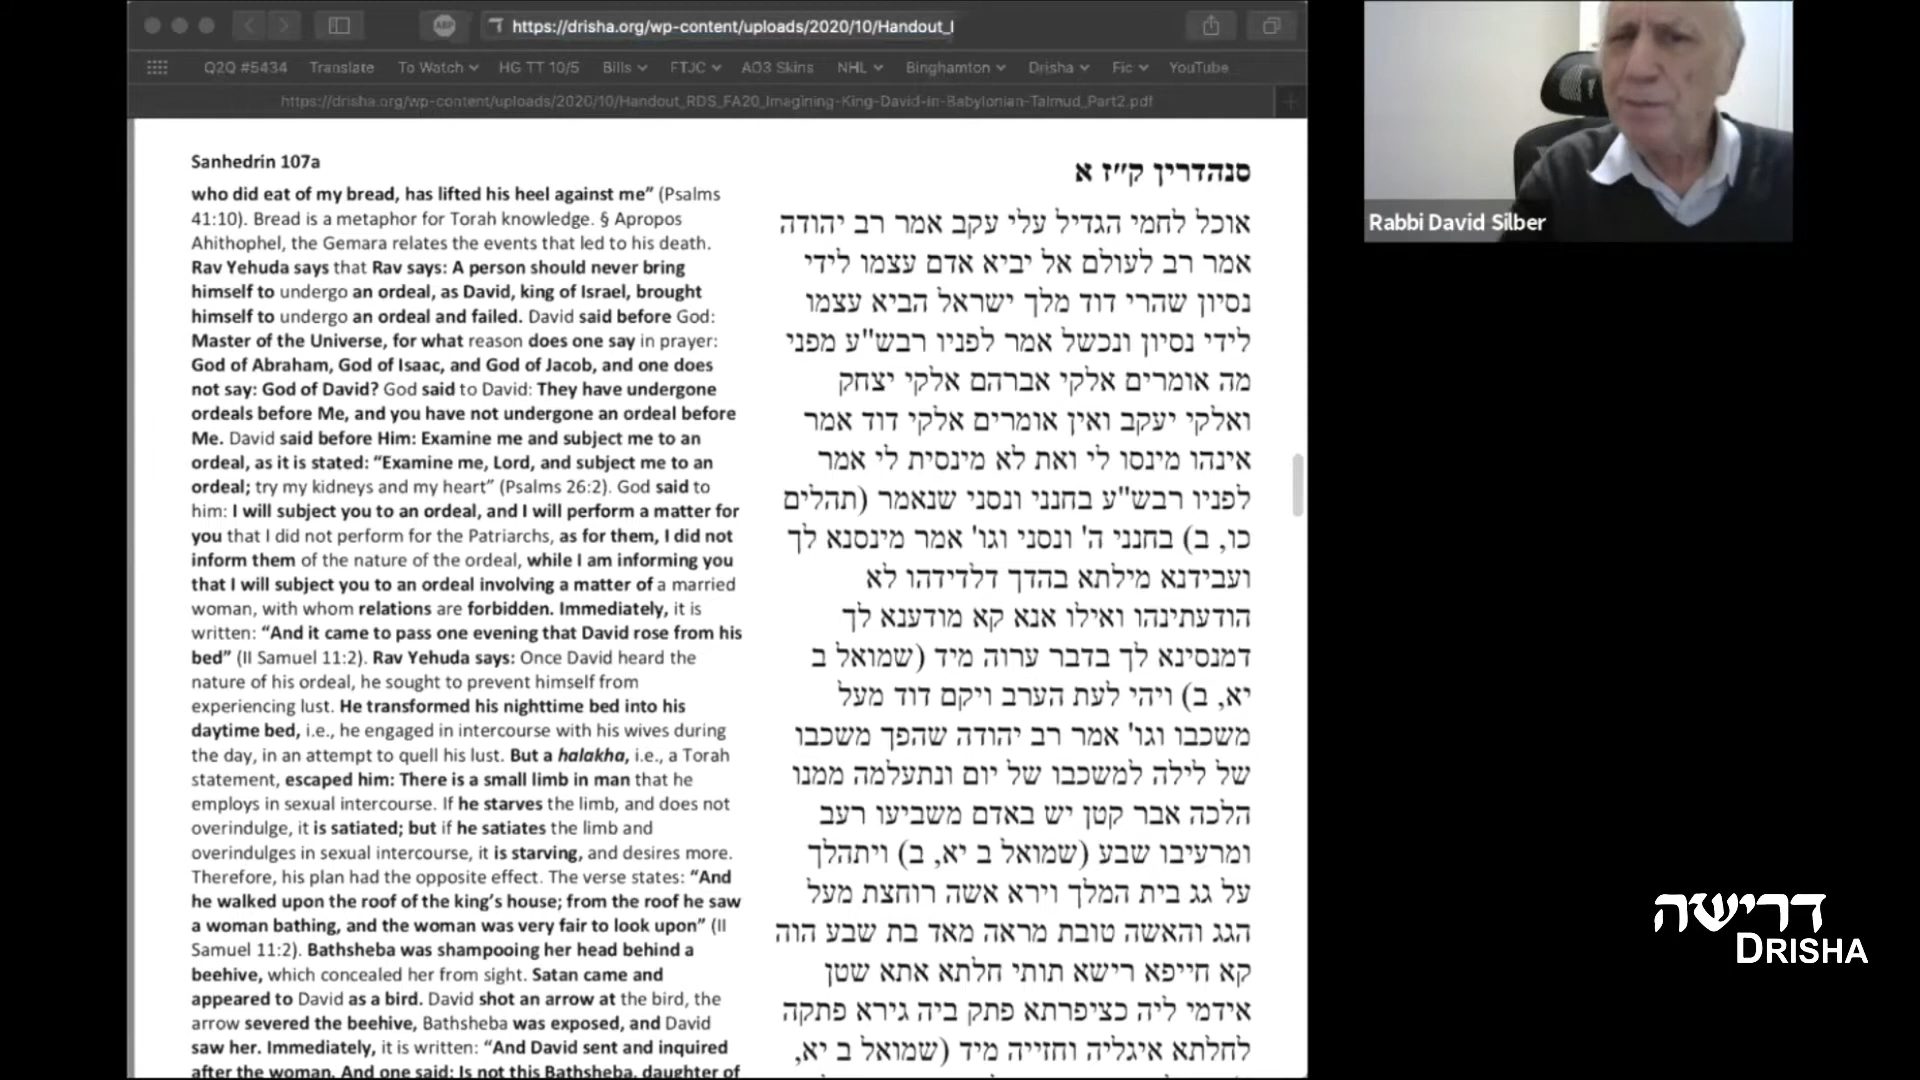 https://drisha.org/wp-content/uploads/2020/10/Handout_I
Q2Q #5434 Translate To Watch HG TT 10/5 Bills FTJC AO3 Skins NHL Binghamton Drisha Fic YouTube
https://drisha.org/wp-content/uploads/2020/10/Handout_RDS_FA20_Imagining-King-David-in-Babylonian-Talmud_Part2.pdf
Sanhedrin 107a
who did eat of my bread, has lifted his heel against me” (Psalms
41:10). Bread is a metaphor for Torah knowledge. § Apropos
Ahithophel, the Gemara relates the events that led to his death.
Rav Yehuda says that Rav says: A person should never bring
himself to undergo an ordeal, as David, king of Israel, brought
himself to undergo an ordeal and failed. David said before God:
Master of the Universe, for what reason does one say in prayer:
God of Abraham, God of Isaac, and God of Jacob, and one does
not say: God of David? God said to David: They have undergone
ordeals before Me, and you have not undergone an ordeal before
Me. David said before Him: Examine me and subject me to an
ordeal, as it is stated: “Examine me, Lord, and subject me to an
ordeal; try my kidneys and my heart” (Psalms 26:2). God said to
him: I will subject you to an ordeal, and I will perform a matter for
you that I did not perform for the Patriarchs, as for them, I did not
inform them of the nature of the ordeal, while I am informing you
that I will subject you to an ordeal involving a matter of a married
woman, with whom relations are forbidden. Immediately, it is
written: “And it came to pass one evening that David rose from his
bed” (II Samuel 11:2). Rav Yehuda says: Once David heard the
nature of his ordeal, he sought to prevent himself from
experiencing lust. He transformed his nighttime bed into his
daytime bed, i.e., he engaged in intercourse with his wives during
the day, in an attempt to quell his lust. But a halakha, i.e., a Torah
statement, escaped him: There is a small limb in man that he
employs in sexual intercourse. If he starves the limb, and does not
overindulge, it is satiated; but if he satiates the limb and
overindulges in sexual intercourse, it is starving, and desires more.
Therefore, his plan had the opposite effect. The verse states: “And
he walked upon the roof of the king’s house; from the roof he saw
a woman bathing, and the woman was very fair to look upon” (II
Samuel 11:2). Bathsheba was shampooing her head behind a
beehive, which concealed her from sight. Satan came and
appeared to David as a bird. David shot an arrow at the bird, the
arrow severed the beehive, Bathsheba was exposed, and David
saw her. Immediately, it is written: “And David sent and inquired
after the woman. And one said: Is not this Bathsheba, daughter of
סנהדרין ק״ז א
אוכל לחמי הגדיל עלי עקב אמר רב יהודה
אמר רב לעולם אל יביא אדם עצמו לידי
נסיון שהרי דוד מלך ישראל הביא עצמו
לידי נסיון ונכשל אמר לפניו רבש"ע מפני
מה אומרים אלקי אברהם אלקי יצחק
ואלקי יעקב ואין אומרים אלקי דוד אמר
אינהו מינסו לי ואת לא מינסית לי אמר
לפניו רבש"ע בחנני ונסני שנאמר (תהלים
כו, ב) בחנני ה' ונסני וגו' אמר מינסנא לך
ועבידנא מילתא בהדך דלדידהו לא
הודעתינהו ואילו אנא קא מודענא לך
דמנסינא לך בדבר ערוה מיד (שמואל ב
יא, ב) ויהי לעת הערב ויקם דוד מעל
משכבו וגו' אמר רב יהודה שהפך משכבו
של לילה למשכבו של יום ונתעלמה ממנו
הלכה אבר קטן יש באדם משביעו רעב
ומרעיבו שבע (שמואל ב יא, ב) ויתהלך
על גג בית המלך וירא אשה רוחצת מעל
הגג והאשה טובת מראה מאד בת שבע הוה
קא חייפא רישא תותי חלתא אתא שטן
אידמי ליה כציפרתא פתק ביה גירא פתקה
לחלתא איגליה וחזייה מיד (שמואל ב יא,
Rabbi David Silber
דרישה
DRISHA